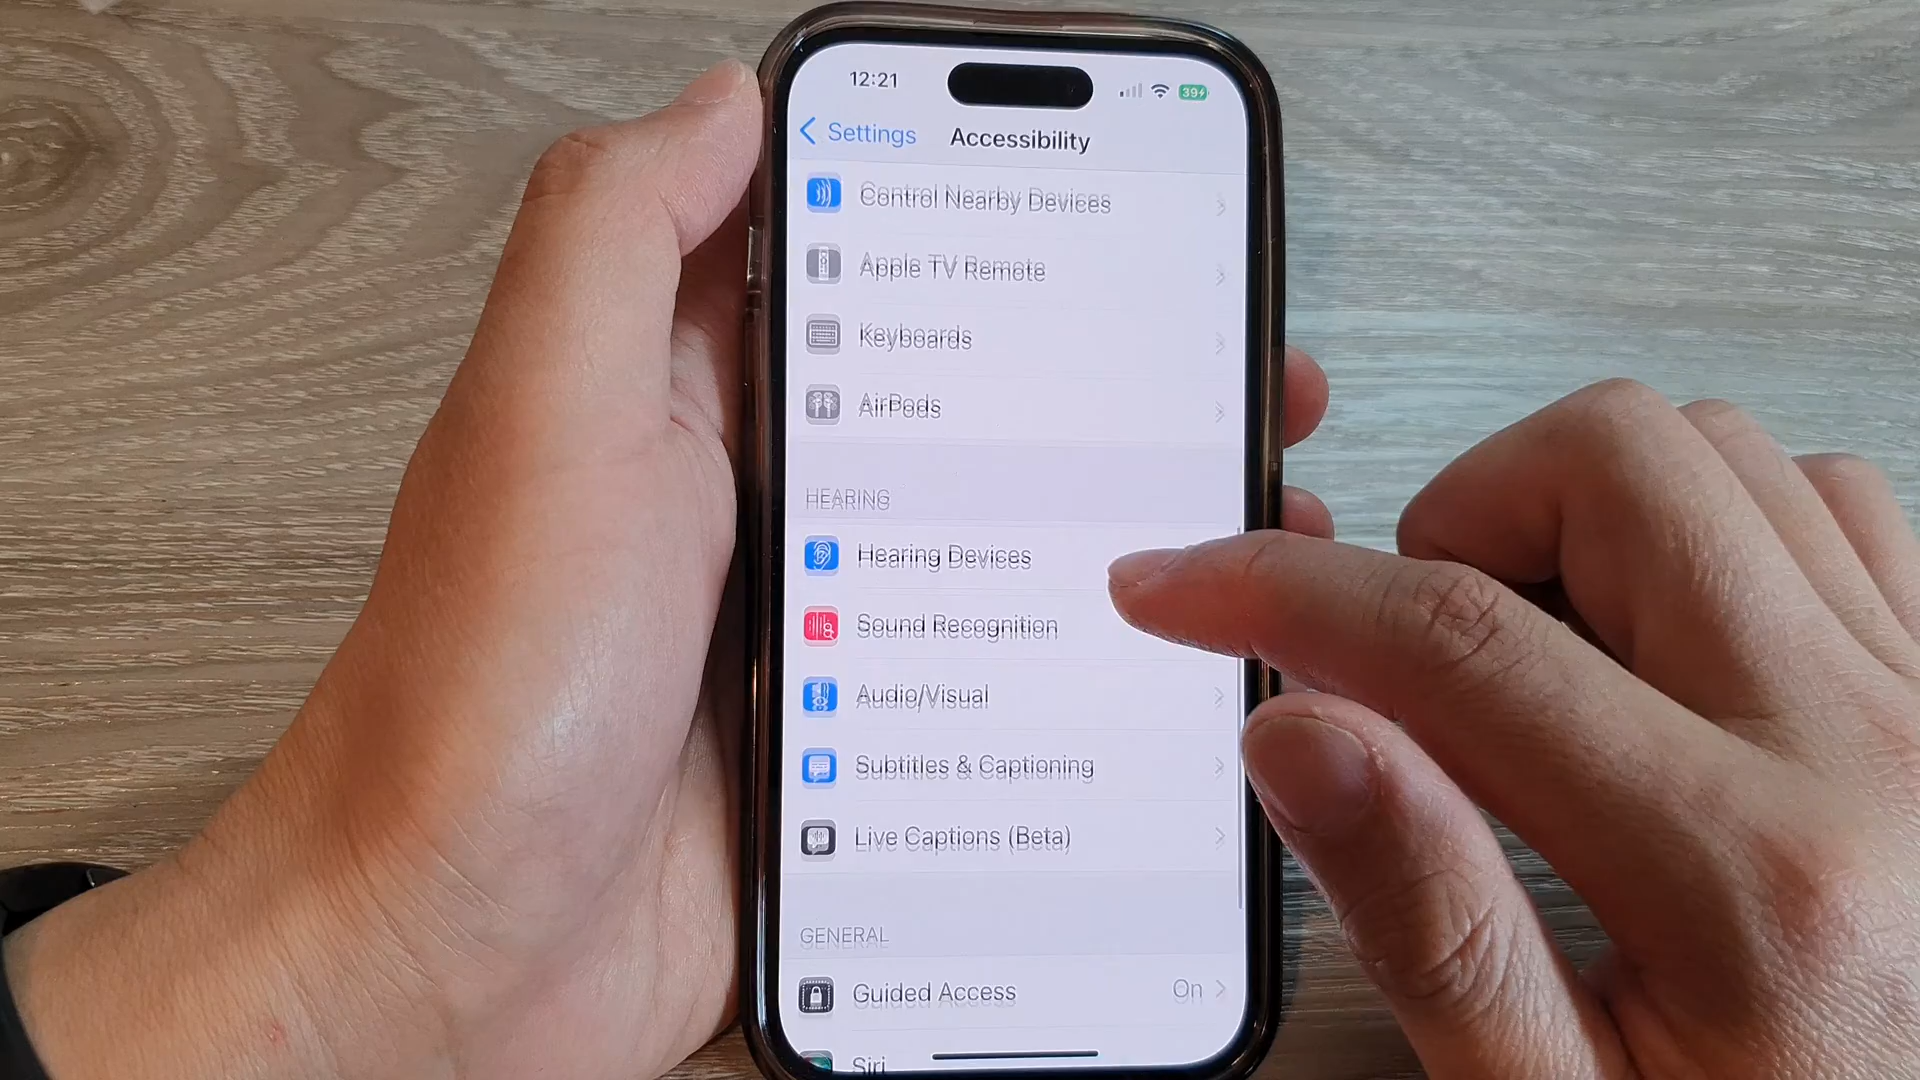 12:21
39
Settings
Accessibility
Control Nearby Devices
Apple TV Remote
Keyboards
AirPods
HEARING
Hearing Devices
Sound Recognition
Audio/Visual
Subtitles & Captioning
Live Captions (Beta)
GENERAL
Guided Access On
Siri